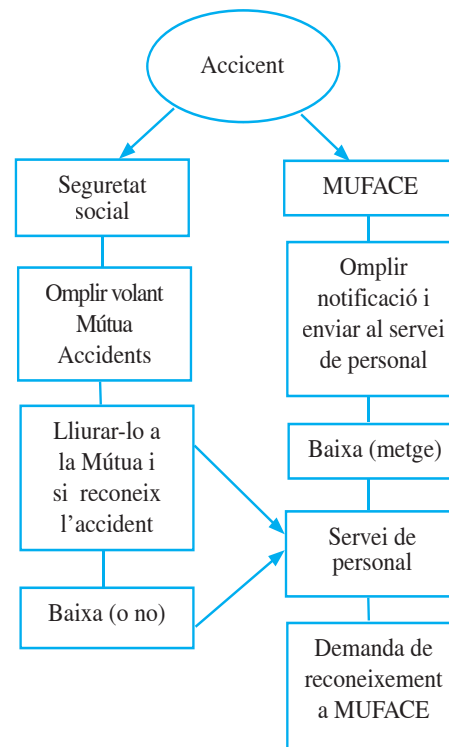 Accicent
Seguretat
social
Omplir volant
Mútua
Accidents
Lliurar-lo a
la Mútua i
si reconeix
l’accident
Baixa (o no)
MUFACE
Omplir
notificació i
enviar al servei
de personal
Baixa (metge)
Servei de
personal
Demanda de
reconeixement
a MUFACE